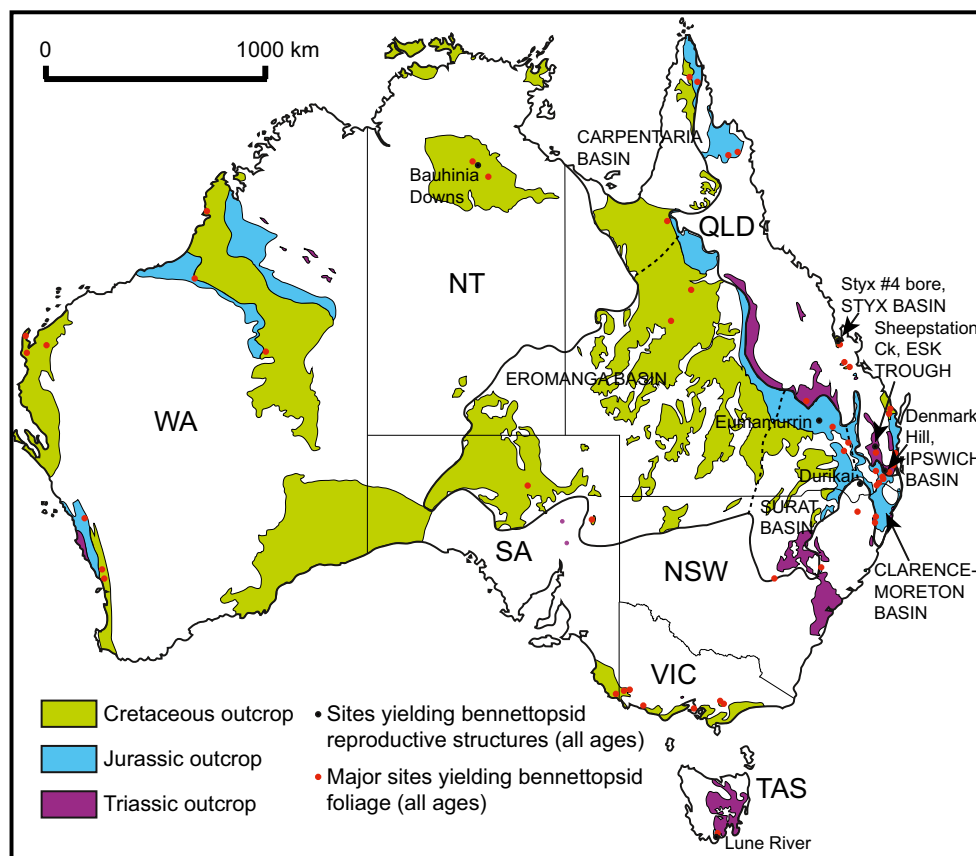 0 1000 km
CARPENTARIA
BASIN
Bauhinia
Downs
QLD
NT
Styx #4 bore,
STYX BASIN
Sheepstation
Ck, ESK
TROUGH
EROMANGA BASIN
WA
Eumamurrin
Denmark
Hill,
IPSWICH
BASIN
Durikai
SURAT
BASIN
SA
NSW
CLARENCE-
MORETON
BASIN
VIC
Cretaceous outcrop
Jurassic outcrop
Triassic outcrop
Sites yielding bennettopsid
reproductive structures (all ages)
Major sites yielding bennettopsid
foliage (all ages)
TAS
Lune River